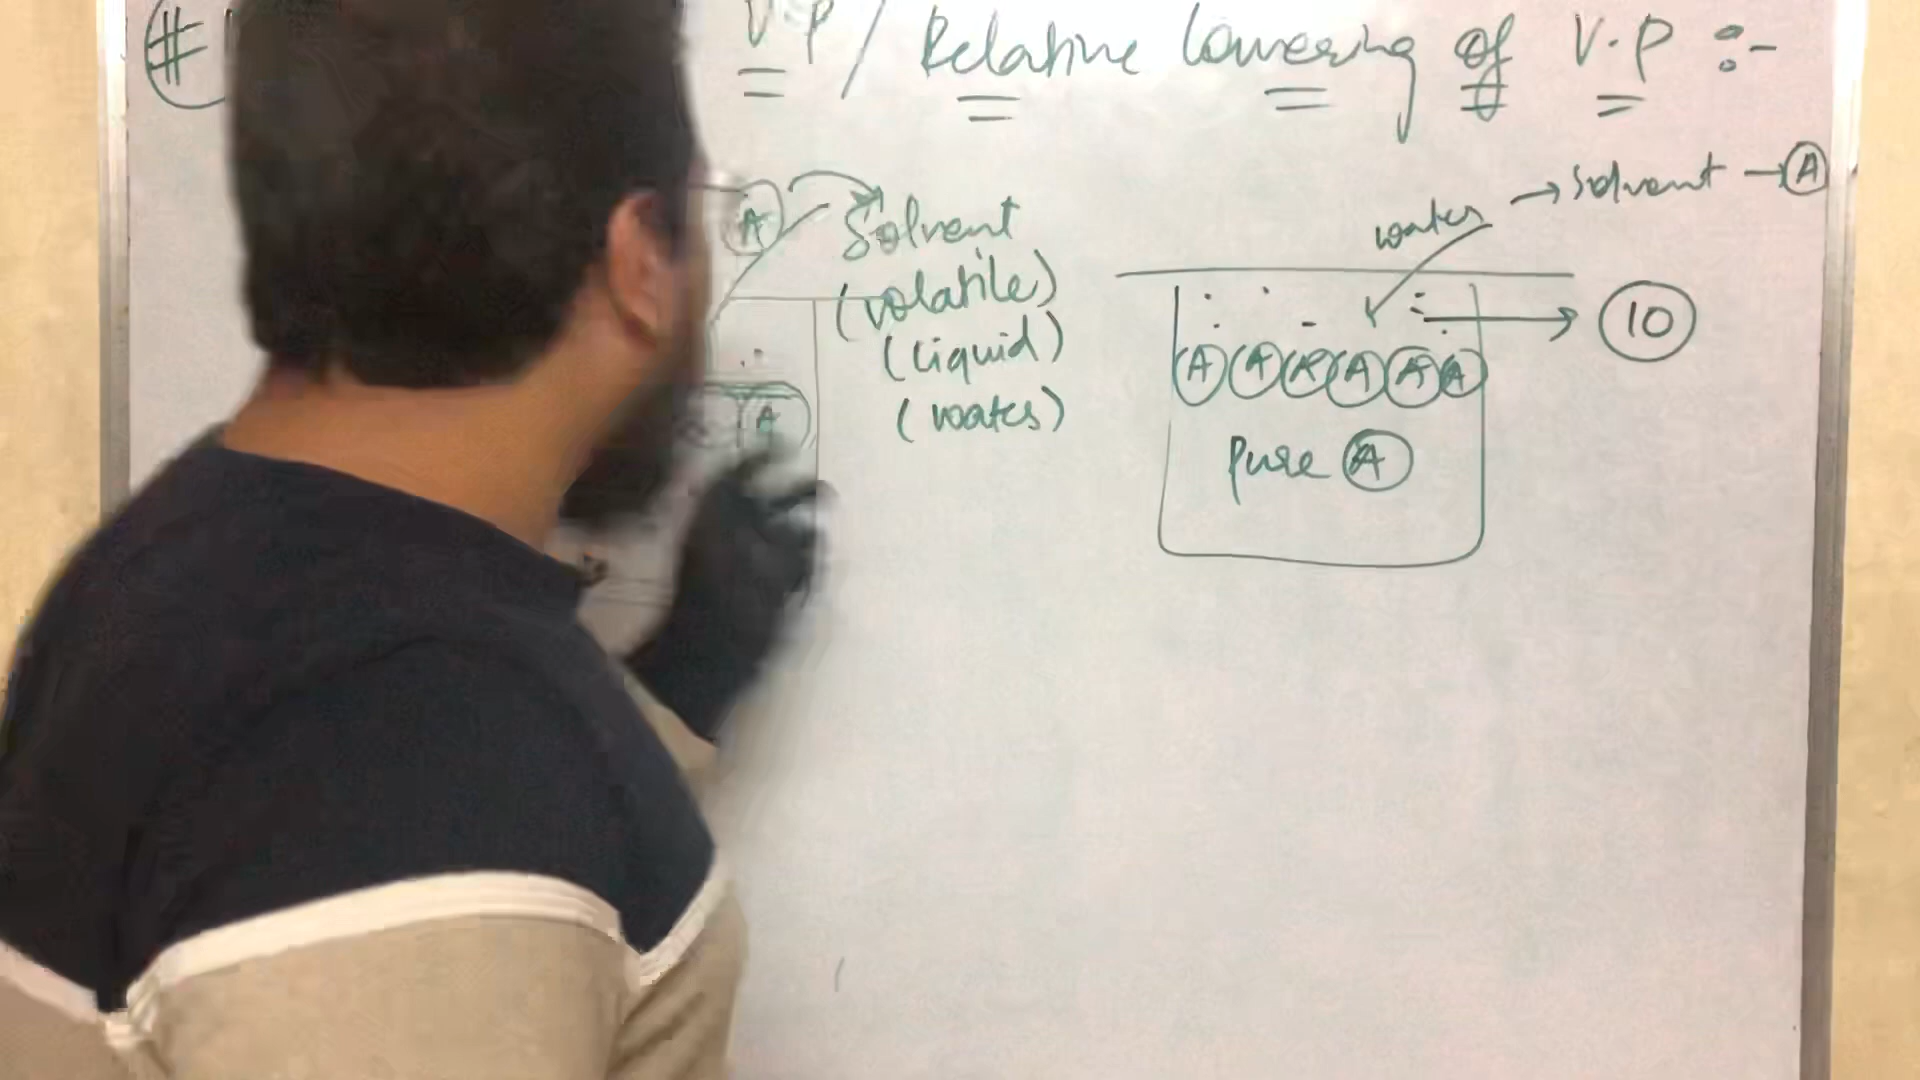 # V.P / Relative lowering of V.P :-
A Solvent
(volatile)
(liquid)
(water)
A
water → Solvent → A
10
A A A A A A
Pure A